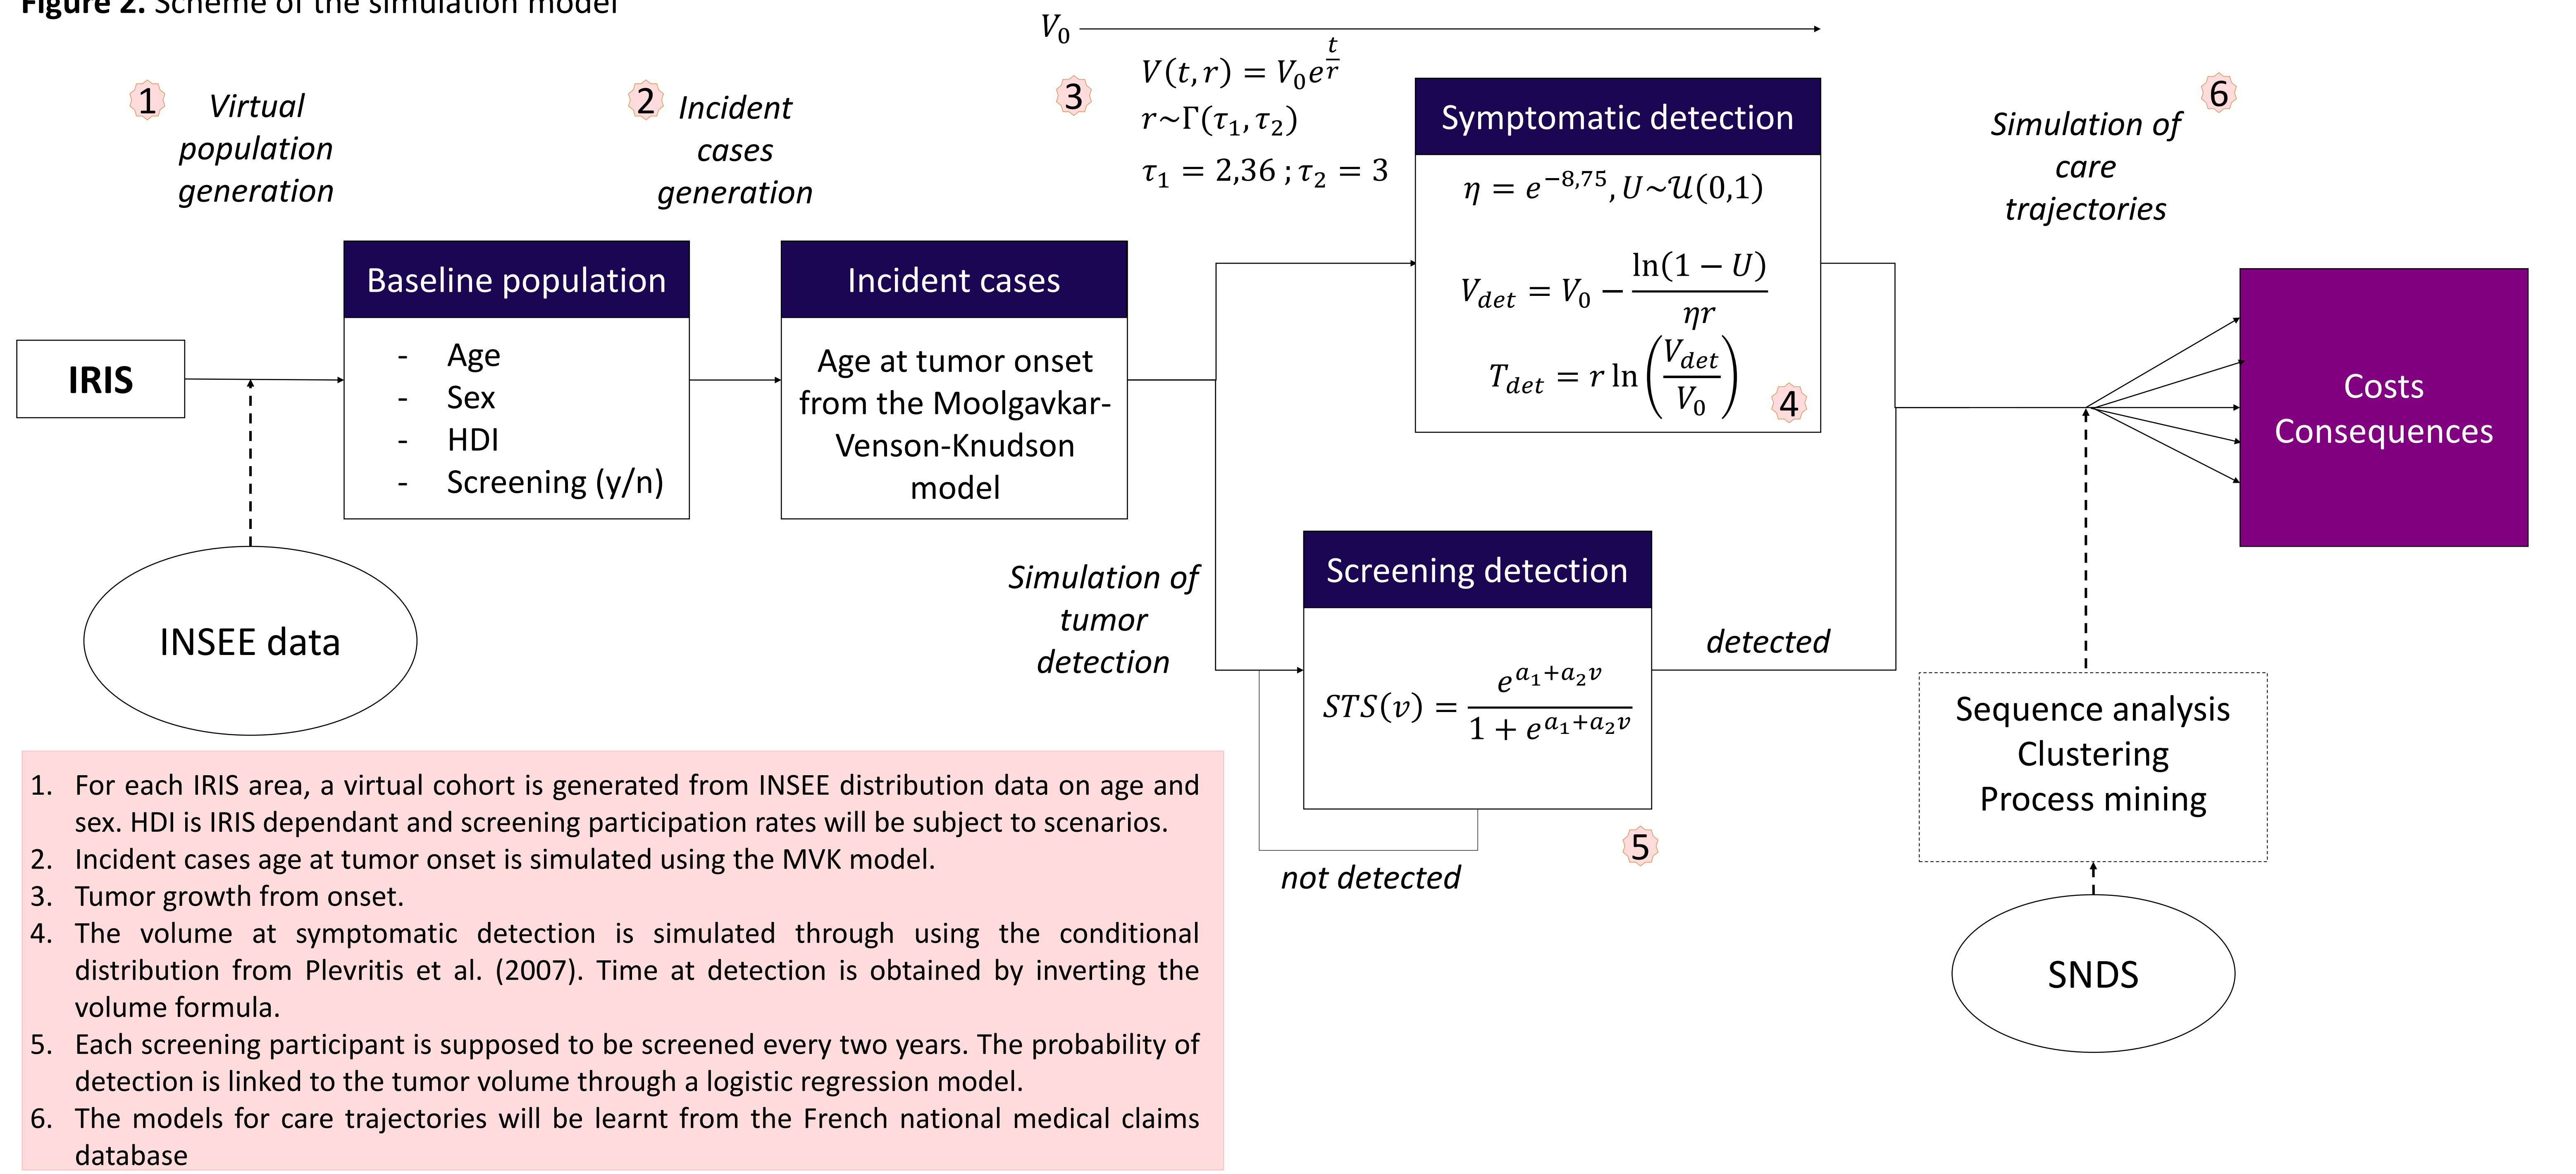 Figure 2. Scheme of the simulation model
1
Virtual
population
generation
2
Incident
cases
generation
V₀
3
V(t, r) = V₀e^(t/r)
r~Γ(τ₁, τ₂)
τ₁ = 2,36 ; τ₂ = 3
6
Simulation of
care
trajectories
IRIS
INSEE data
Baseline population
- Age
- Sex
- HDI
- Screening (y/n)
Incident cases
Age at tumor onset
from the Moolgavkar-
Venson-Knudson
model
Simulation of
tumor
detection
Symptomatic detection
η = e^(−8,75), U~𝒰(0,1)
V_det = V₀ − ln(1 − U)/(ηr)
T_det = r ln(V_det/V₀)
4
Screening detection
STS(v) = e^(a₁+a₂v)/(1 + e^(a₁+a₂v))
5
detected
not detected
Costs
Consequences
Sequence analysis
Clustering
Process mining
SNDS
1. For each IRIS area, a virtual cohort is generated from INSEE distribution data on age and
sex. HDI is IRIS dependant and screening participation rates will be subject to scenarios.
2. Incident cases age at tumor onset is simulated using the MVK model.
3. Tumor growth from onset.
4. The volume at symptomatic detection is simulated through using the conditional
distribution from Plevritis et al. (2007). Time at detection is obtained by inverting the
volume formula.
5. Each screening participant is supposed to be screened every two years. The probability of
detection is linked to the tumor volume through a logistic regression model.
6. The models for care trajectories will be learnt from the French national medical claims
database